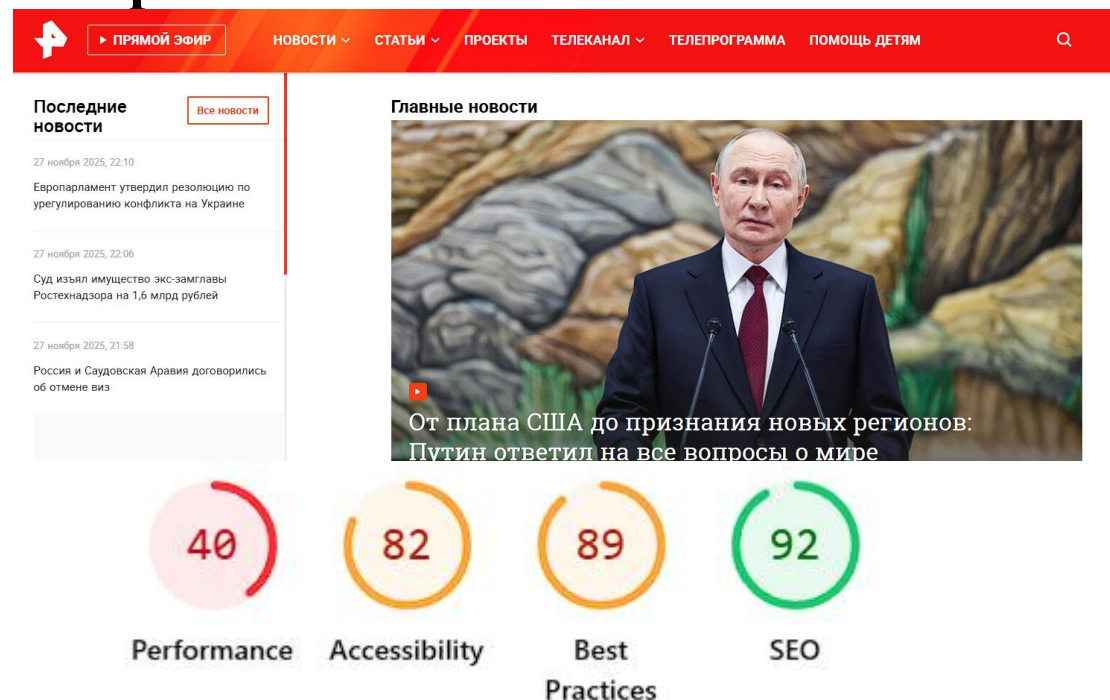 ПРЯМОЙ ЭФИР
НОВОСТИ
СТАТЬИ
ПРОЕКТЫ
ТЕЛЕКАНАЛ
ТЕЛЕПРОГРАММА
ПОМОЩЬ ДЕТЯМ
Последние
новости
Все новости
27 ноября 2025, 22:10
Европарламент утвердил резолюцию по
урегулированию конфликта на Украине
27 ноября 2025, 22:06
Суд изъял имущество экс-замглавы
Ростехнадзора на 1,6 млрд рублей
27 ноября 2025, 21:58
Россия и Саудовская Аравия договорились
об отмене виз
Главные новости
От плана США до признания новых регионов:
Путин ответил на все вопросы о мире
40
82
89
92
Performance
Accessibility
Best
Practices
SEO